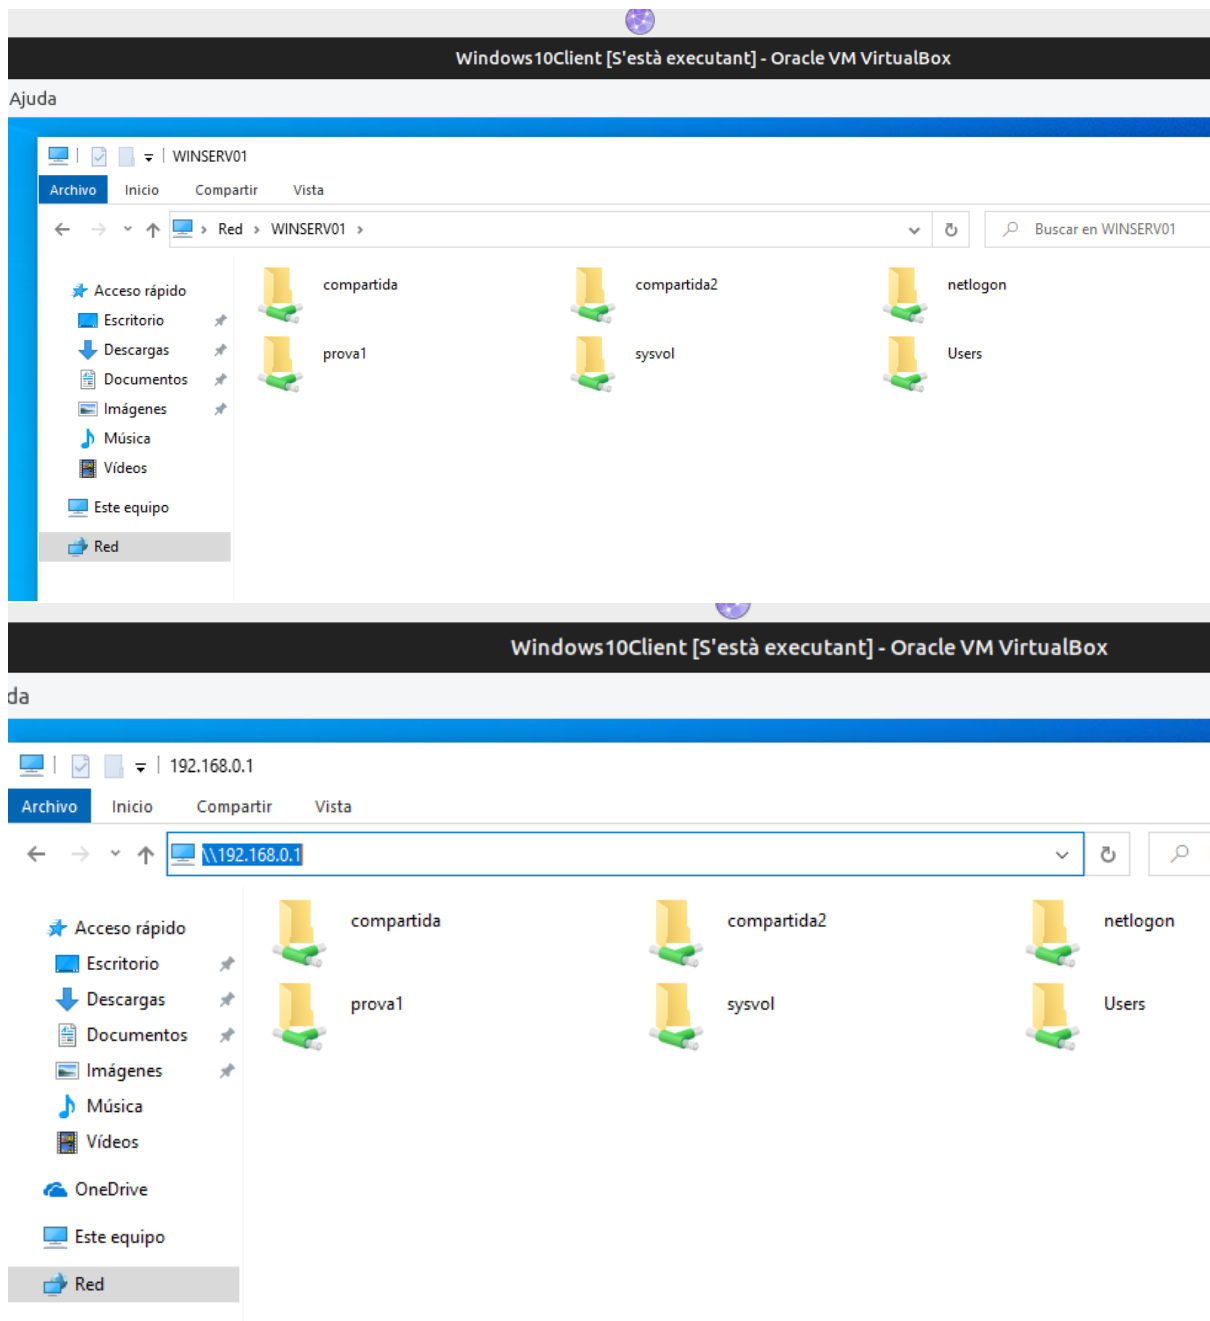 Windows10Client [S'està executant] - Oracle VM VirtualBox
Ajuda
WINSERV01
Archivo Inicio Compartir Vista
Red > WINSERV01 > Buscar en WINSERV01
Acceso rápido
Escritorio
Descargas
Documentos
Imágenes
Música
Vídeos
Este equipo
Red
compartida compartida2 netlogon
prova1 sysvol Users
Windows10Client [S'està executant] - Oracle VM VirtualBox
da
192.168.0.1
Archivo Inicio Compartir Vista
\\192.168.0.1
Acceso rápido
Escritorio
Descargas
Documentos
Imágenes
Música
Vídeos
OneDrive
Este equipo
Red
compartida compartida2 netlogon
prova1 sysvol Users